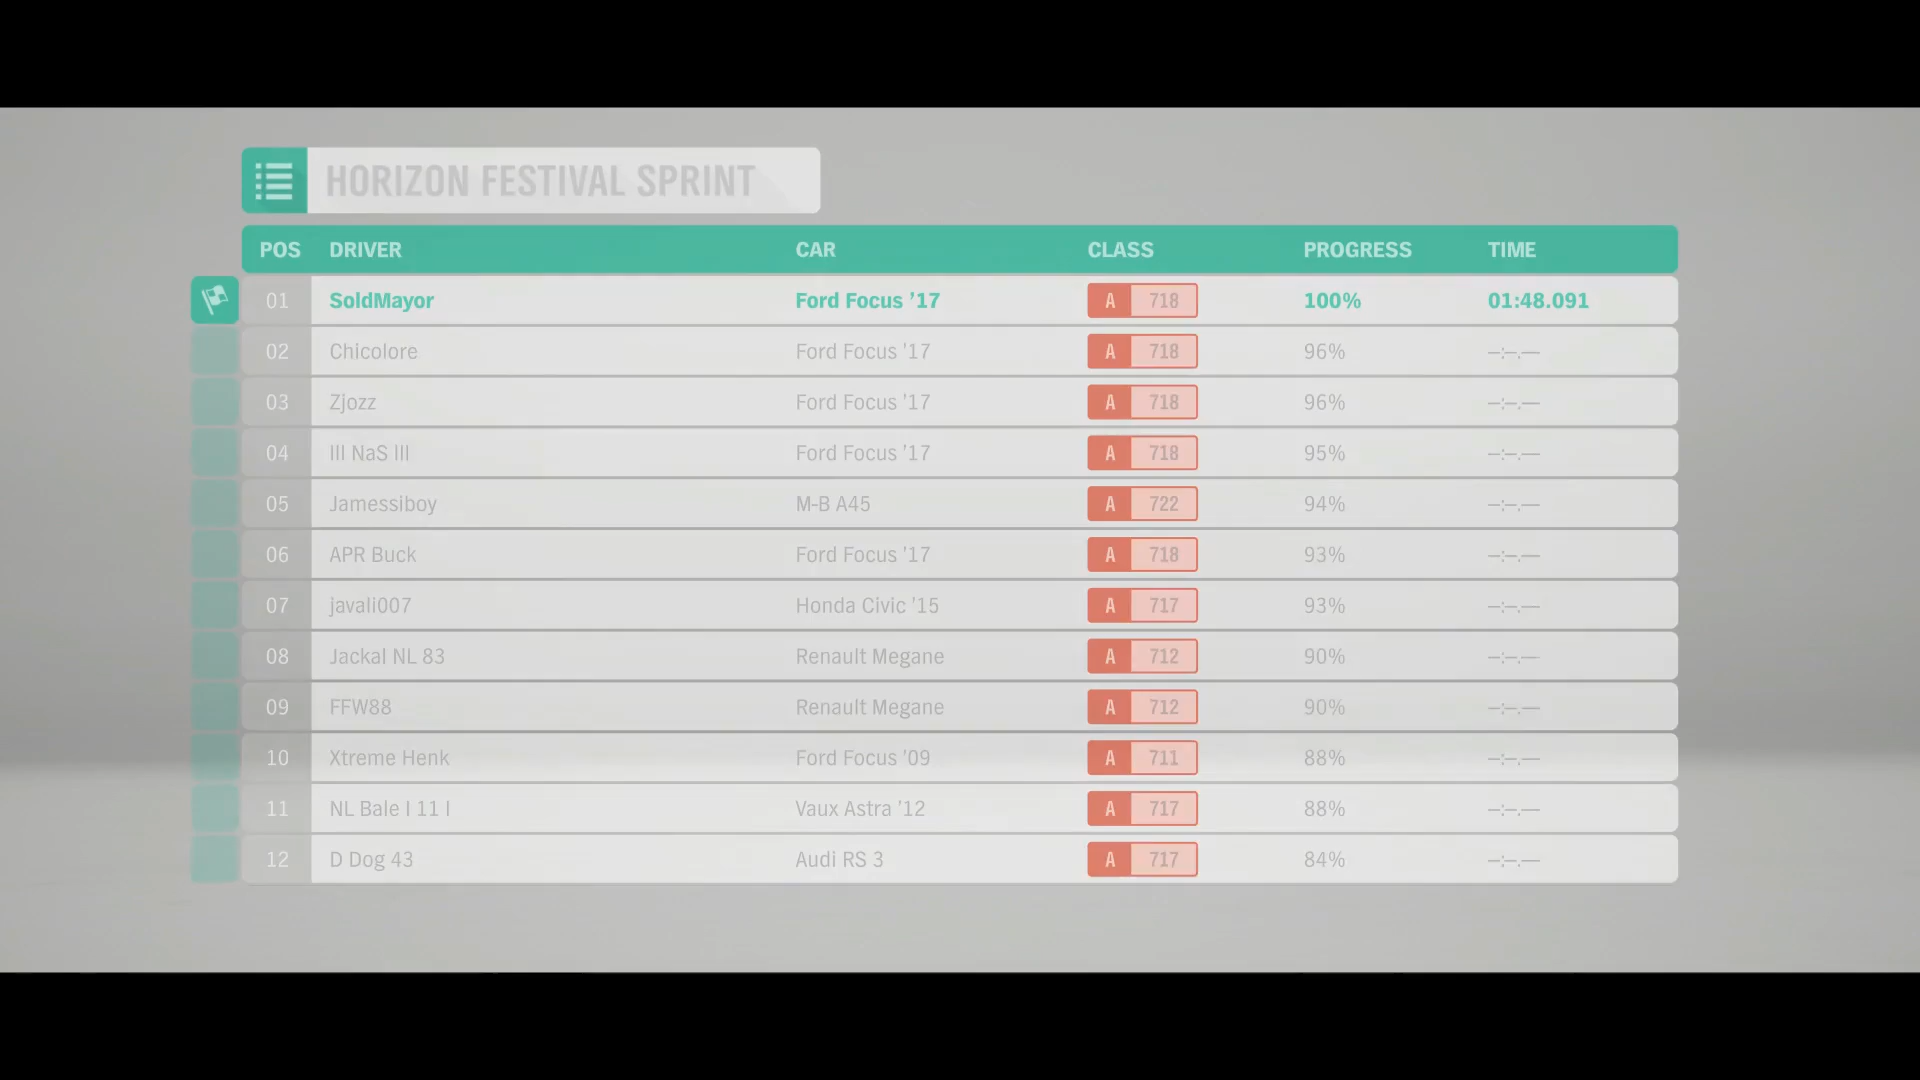 HORIZON FESTIVAL SPRINT
POS DRIVER CAR CLASS PROGRESS TIME
01 SoldMayor Ford Focus '17 A 718 100% 01:48.091
02 Chicolore Ford Focus '17 A 718 96% --:--.---
03 Zjozz Ford Focus '17 A 718 96% --:--.---
04 III NaS III Ford Focus '17 A 718 95% --:--.---
05 Jamessiboy M-B A45 A 722 94% --:--.---
06 APR Buck Ford Focus '17 A 718 93% --:--.---
07 javali007 Honda Civic '15 A 717 93% --:--.---
08 Jackal NL 83 Renault Megane A 712 90% --:--.---
09 FFW88 Renault Megane A 712 90% --:--.---
10 Xtreme Henk Ford Focus '09 A 711 88% --:--.---
11 NL Bale I 11 I Vaux Astra '12 A 717 88% --:--.---
12 D Dog 43 Audi RS 3 A 717 84% --:--.---